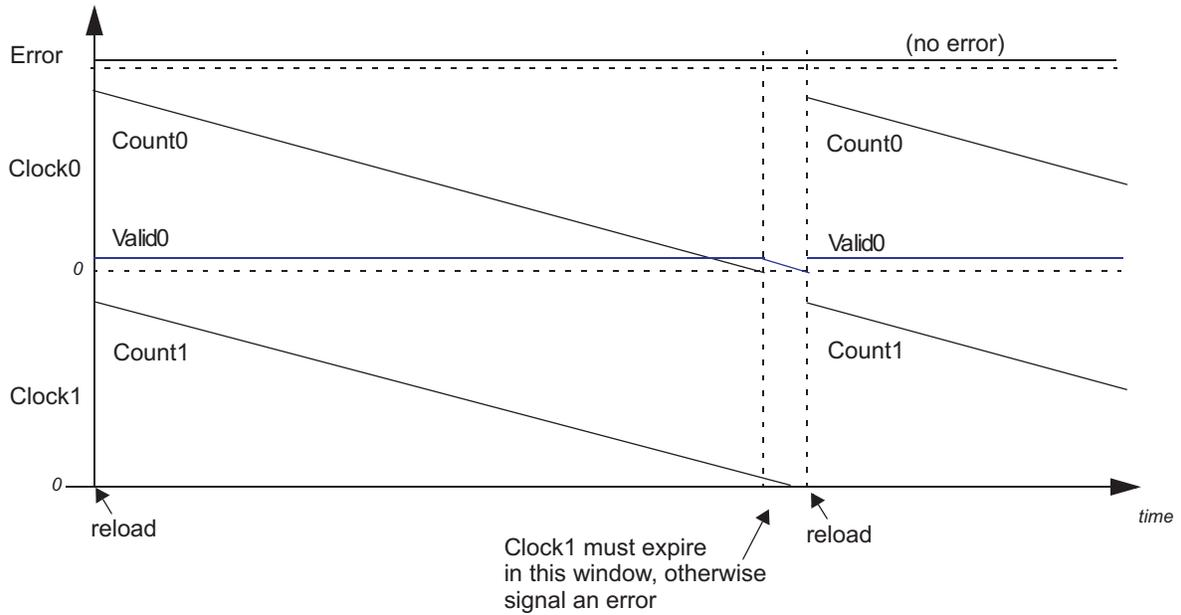 Error
(no error)
Count0
Count0
Clock0
Valid0
Valid0
0
Count1
Count1
Clock1
0
reload
reload
time
Clock1 must expire
in this window, otherwise
signal an error